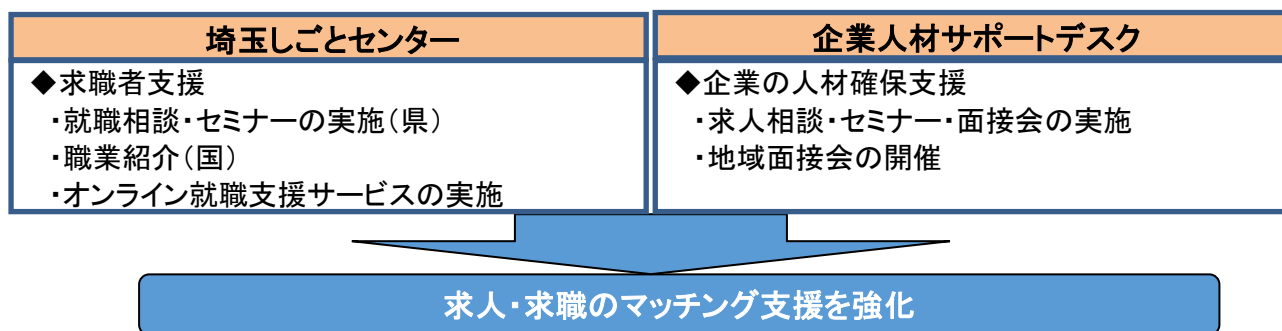 埼玉しごとセンター
◆求職者支援
・就職相談・セミナーの実施(県)
・職業紹介(国)
・オンライン就職支援サービスの実施
企業人材サポートデスク
◆企業の人材確保支援
・求人相談・セミナー・面接会の実施
・地域面接会の開催
求人・求職のマッチング支援を強化